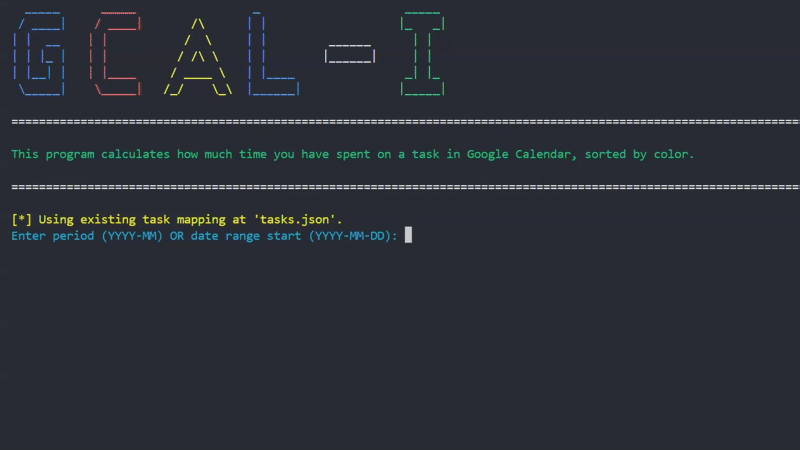 GCAL-I
================================================================================================================
This program calculates how much time you have spent on a task in Google Calendar, sorted by color.
================================================================================================================
[*] Using existing task mapping at 'tasks.json'.
Enter period (YYYY-MM) OR date range start (YYYY-MM-DD):